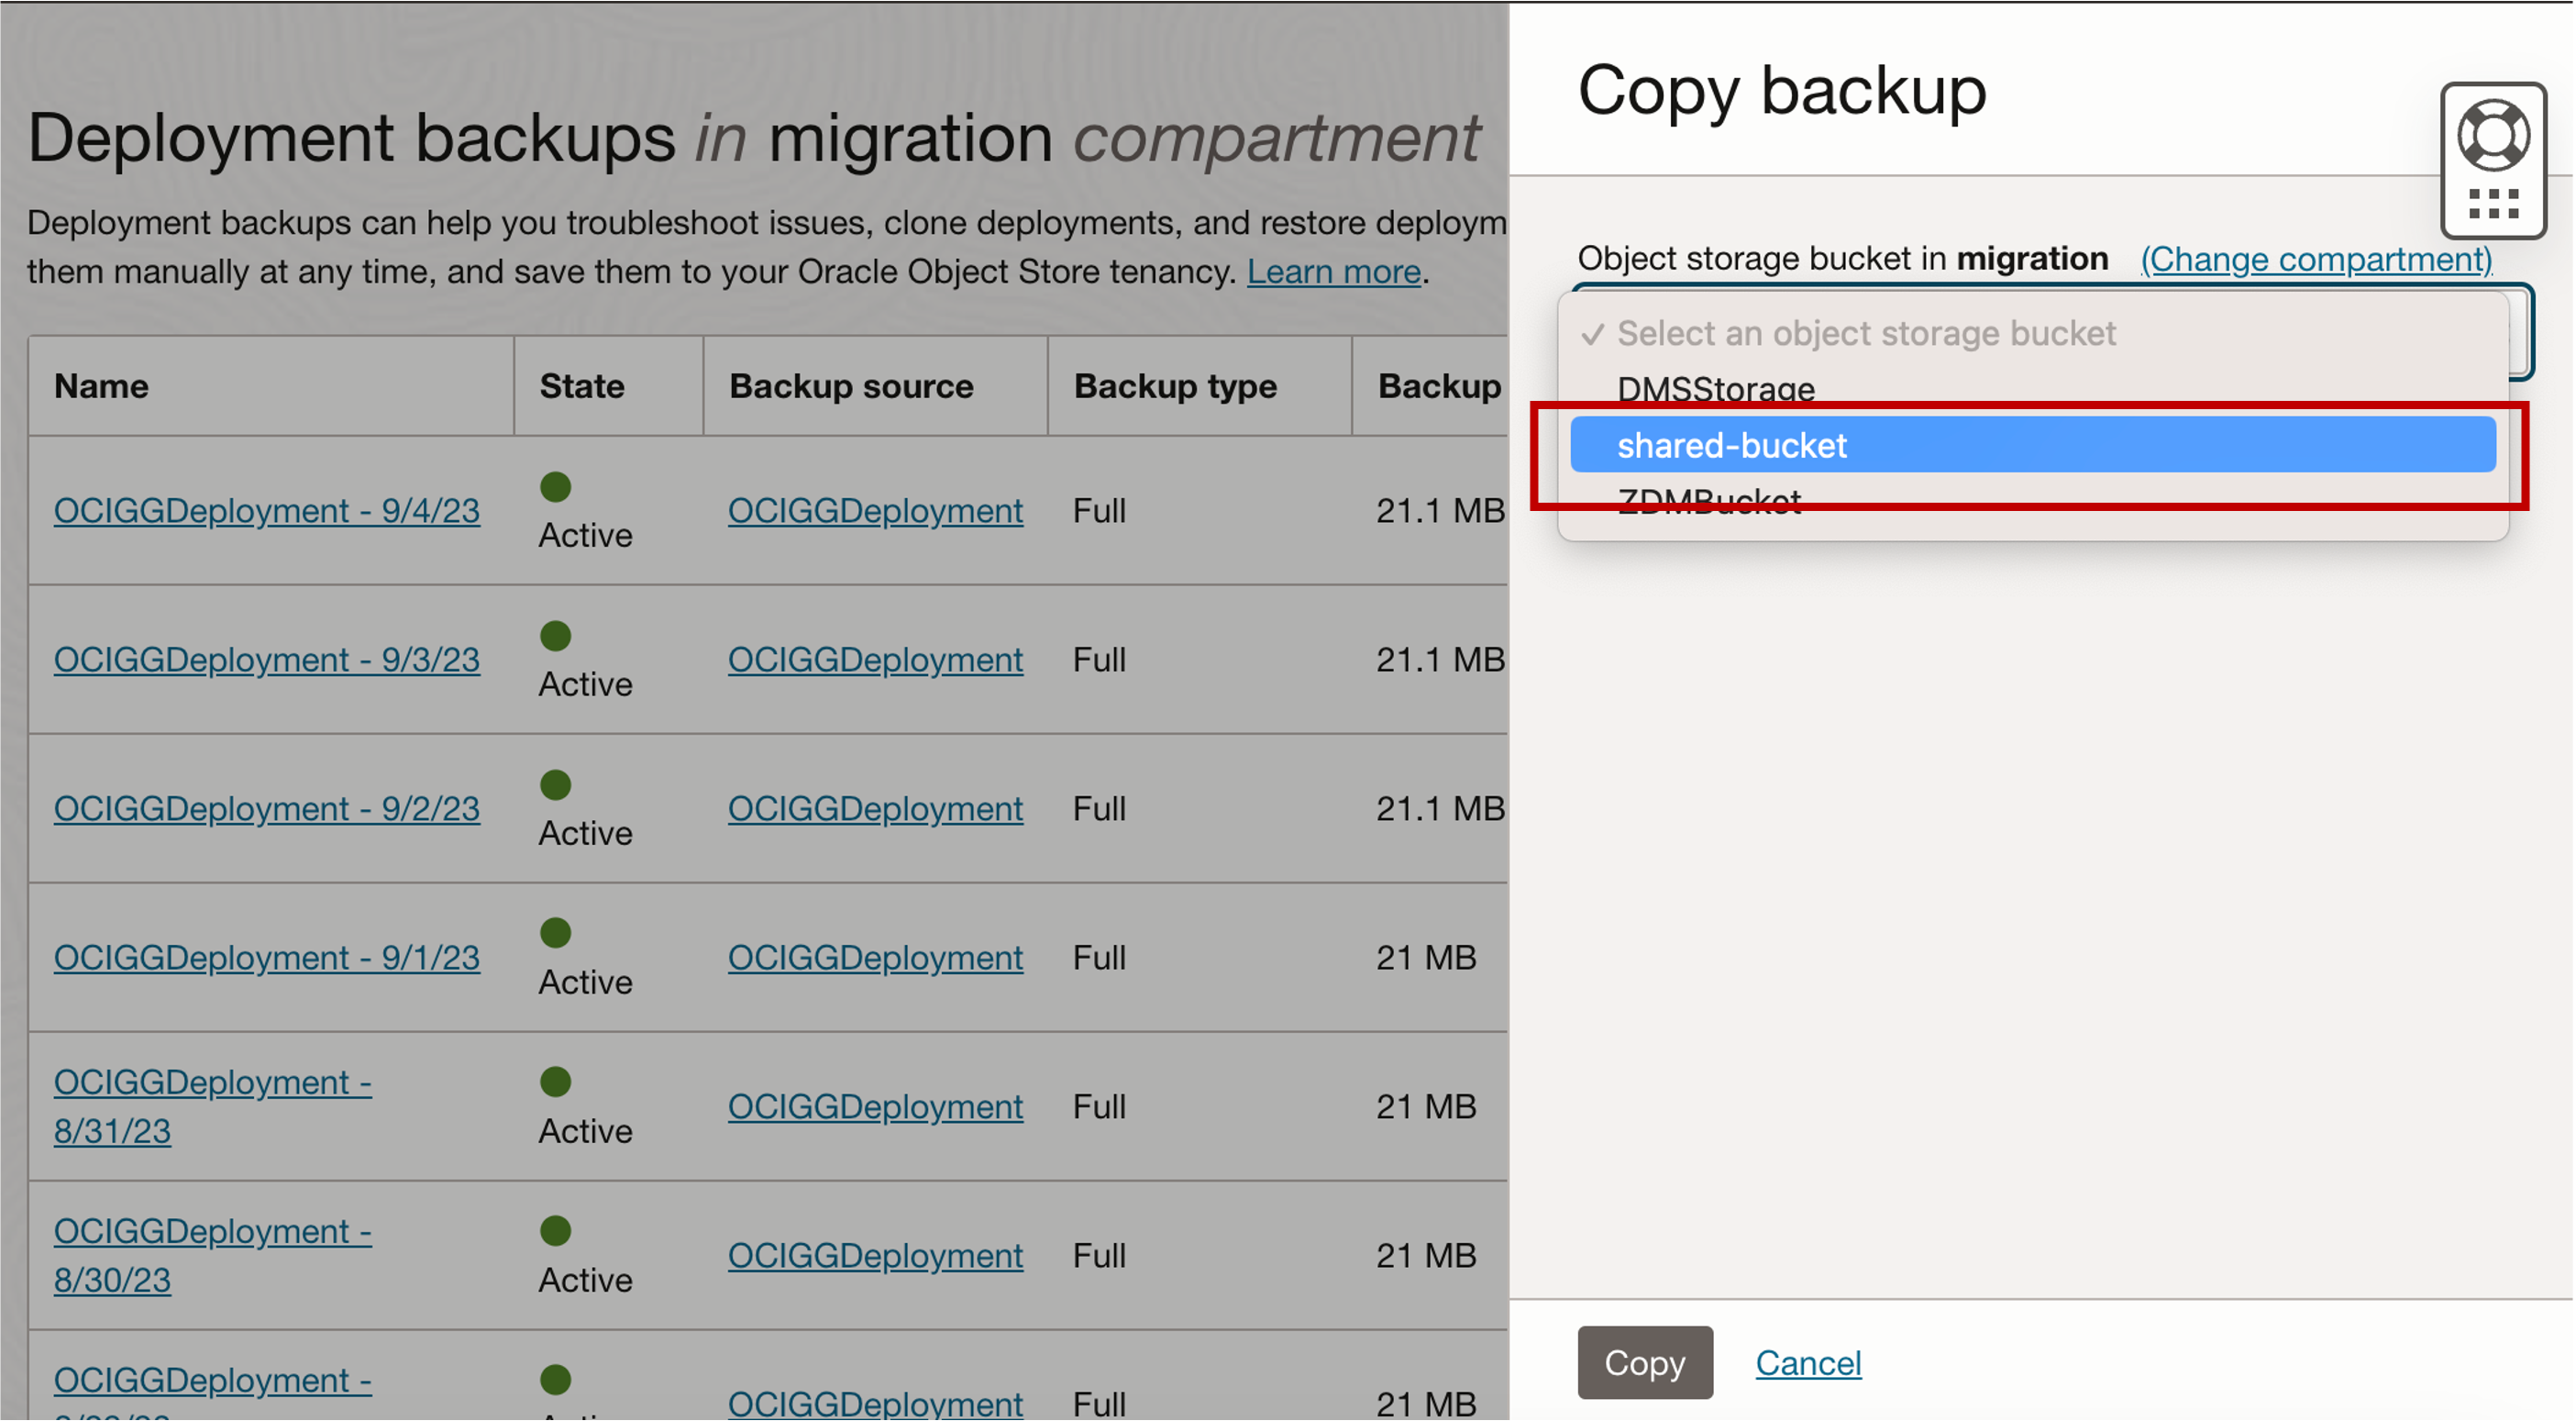 Deployment backups in migration compartment
Deployment backups can help you troubleshoot issues, clone deployments, and restore deploym
them manually at any time, and save them to your Oracle Object Store tenancy. Learn more.
Name State Backup source Backup type Backup
OCIGGDeployment - 9/4/23 Active OCIGGDeployment Full 21.1 MB
OCIGGDeployment - 9/3/23 Active OCIGGDeployment Full 21.1 MB
OCIGGDeployment - 9/2/23 Active OCIGGDeployment Full 21.1 MB
OCIGGDeployment - 9/1/23 Active OCIGGDeployment Full 21 MB
OCIGGDeployment -
8/31/23 Active OCIGGDeployment Full 21 MB
OCIGGDeployment -
8/30/23 Active OCIGGDeployment Full 21 MB
OCIGGDeployment -
OCIGGDeployment Full 21 MB
Copy backup
Object storage bucket in migration (Change compartment)
✓ Select an object storage bucket
DMSStorage
shared-bucket
ZDMBucket
Copy Cancel